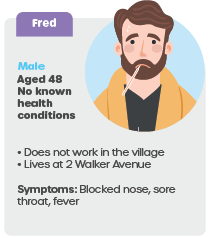 Fred
Male
Aged 48
No known
health
conditions
• Does not work in the village
• Lives at 2 Walker Avenue
Symptoms: Blocked nose, sore
throat, fever